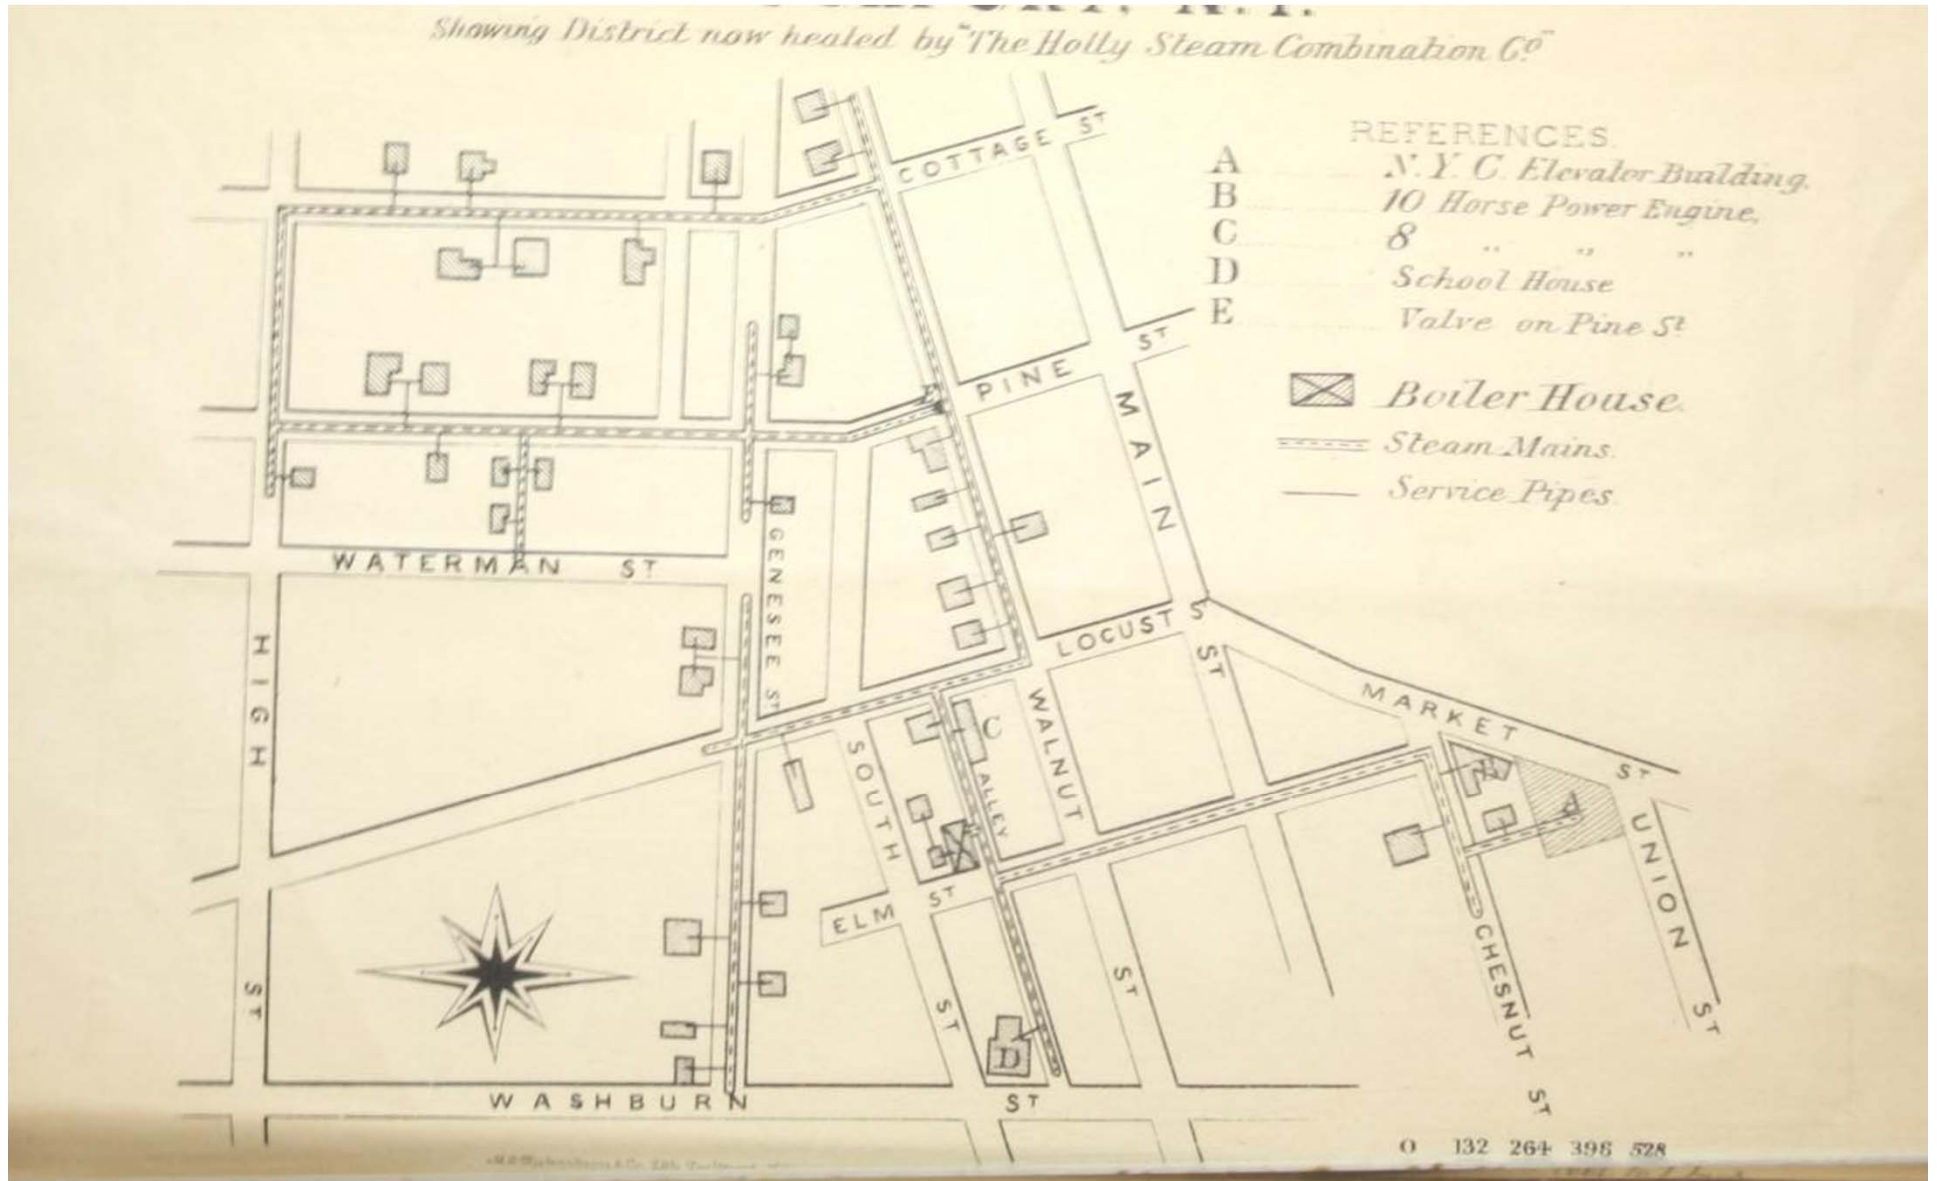 Showing District now heated by "The Holly Steam Combination Co"
REFERENCES.
A N.Y.C. Elevator Building,
B 10 Horse Power Engine,
C 8 " " "
D School House
E Valve on Pine St
Boiler House.
Steam Mains.
Service Pipes.
COTTAGE ST
PINE ST
MAIN ST
E
WATERMAN ST
GENESEE ST
LOCUST ST
HIGH ST
MARKET ST
WALNUT ST
C
ALLEY
SOUTH ST
B
A
UNION ST
ELM ST
CHESNUT ST
D
WASHBURN ST
0 132 264 396 528